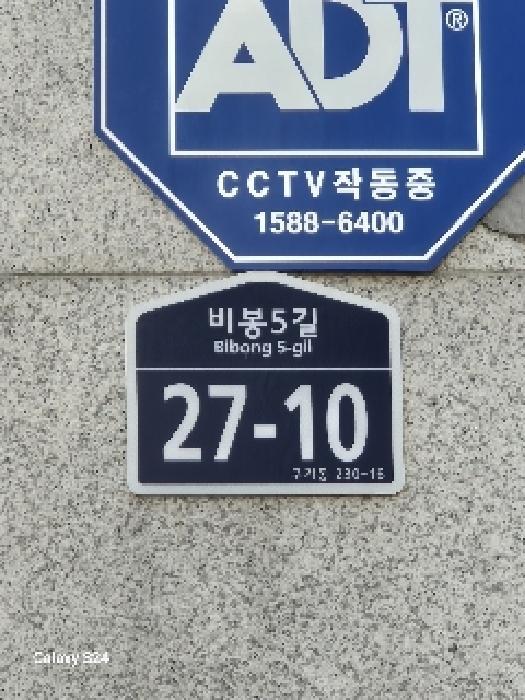 ADT®
CCTV작동중
1588-6400
비봉5길
Bibong 5-gil
27-10
구기동 230-15
Galaxy S24